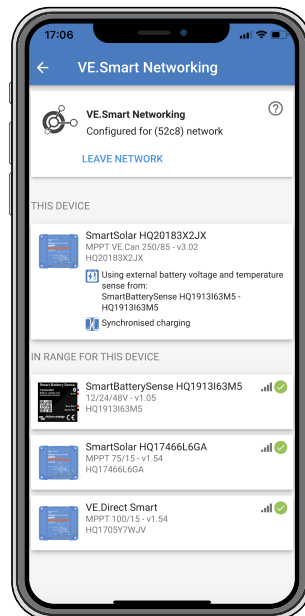 17:06
VE.Smart Networking
VE.Smart Networking
Configured for (52c8) network
LEAVE NETWORK
THIS DEVICE
SmartSolar HQ20183X2JX
MPPT VE.Can 250/85 - v3.02
HQ20183X2JX
Using external battery voltage and temperature
sense from:
SmartBatterySense HQ1913I63M5 -
HQ1913I63M5
Synchronised charging
IN RANGE FOR THIS DEVICE
Smart Battery Sense
SmartBatterySense HQ1913I63M5
12/24/48V - v1.05
HQ1913I63M5
SmartSolar HQ17466L6GA
MPPT 75/15 - v1.54
HQ17466L6GA
VE.Direct Smart
MPPT 100/15 - v1.54
HQ1705Y7WJV